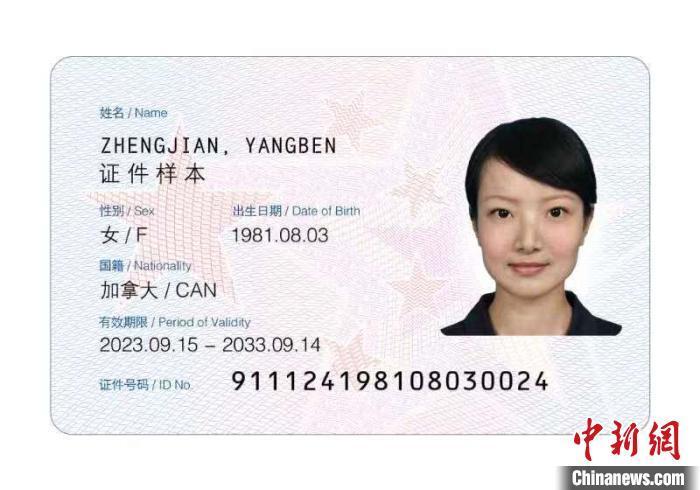 姓名 / Name
ZHENGJIAN, YANGBEN
证件样本
性别 / Sex 出生日期 / Date of Birth
女 / F 1981.08.03
国籍 / Nationality
加拿大 / CAN
有效期限 / Period of Validity
2023.09.15 – 2033.09.14
证件号码 / ID No. 911124198108030024
中新网
Chinanews.com